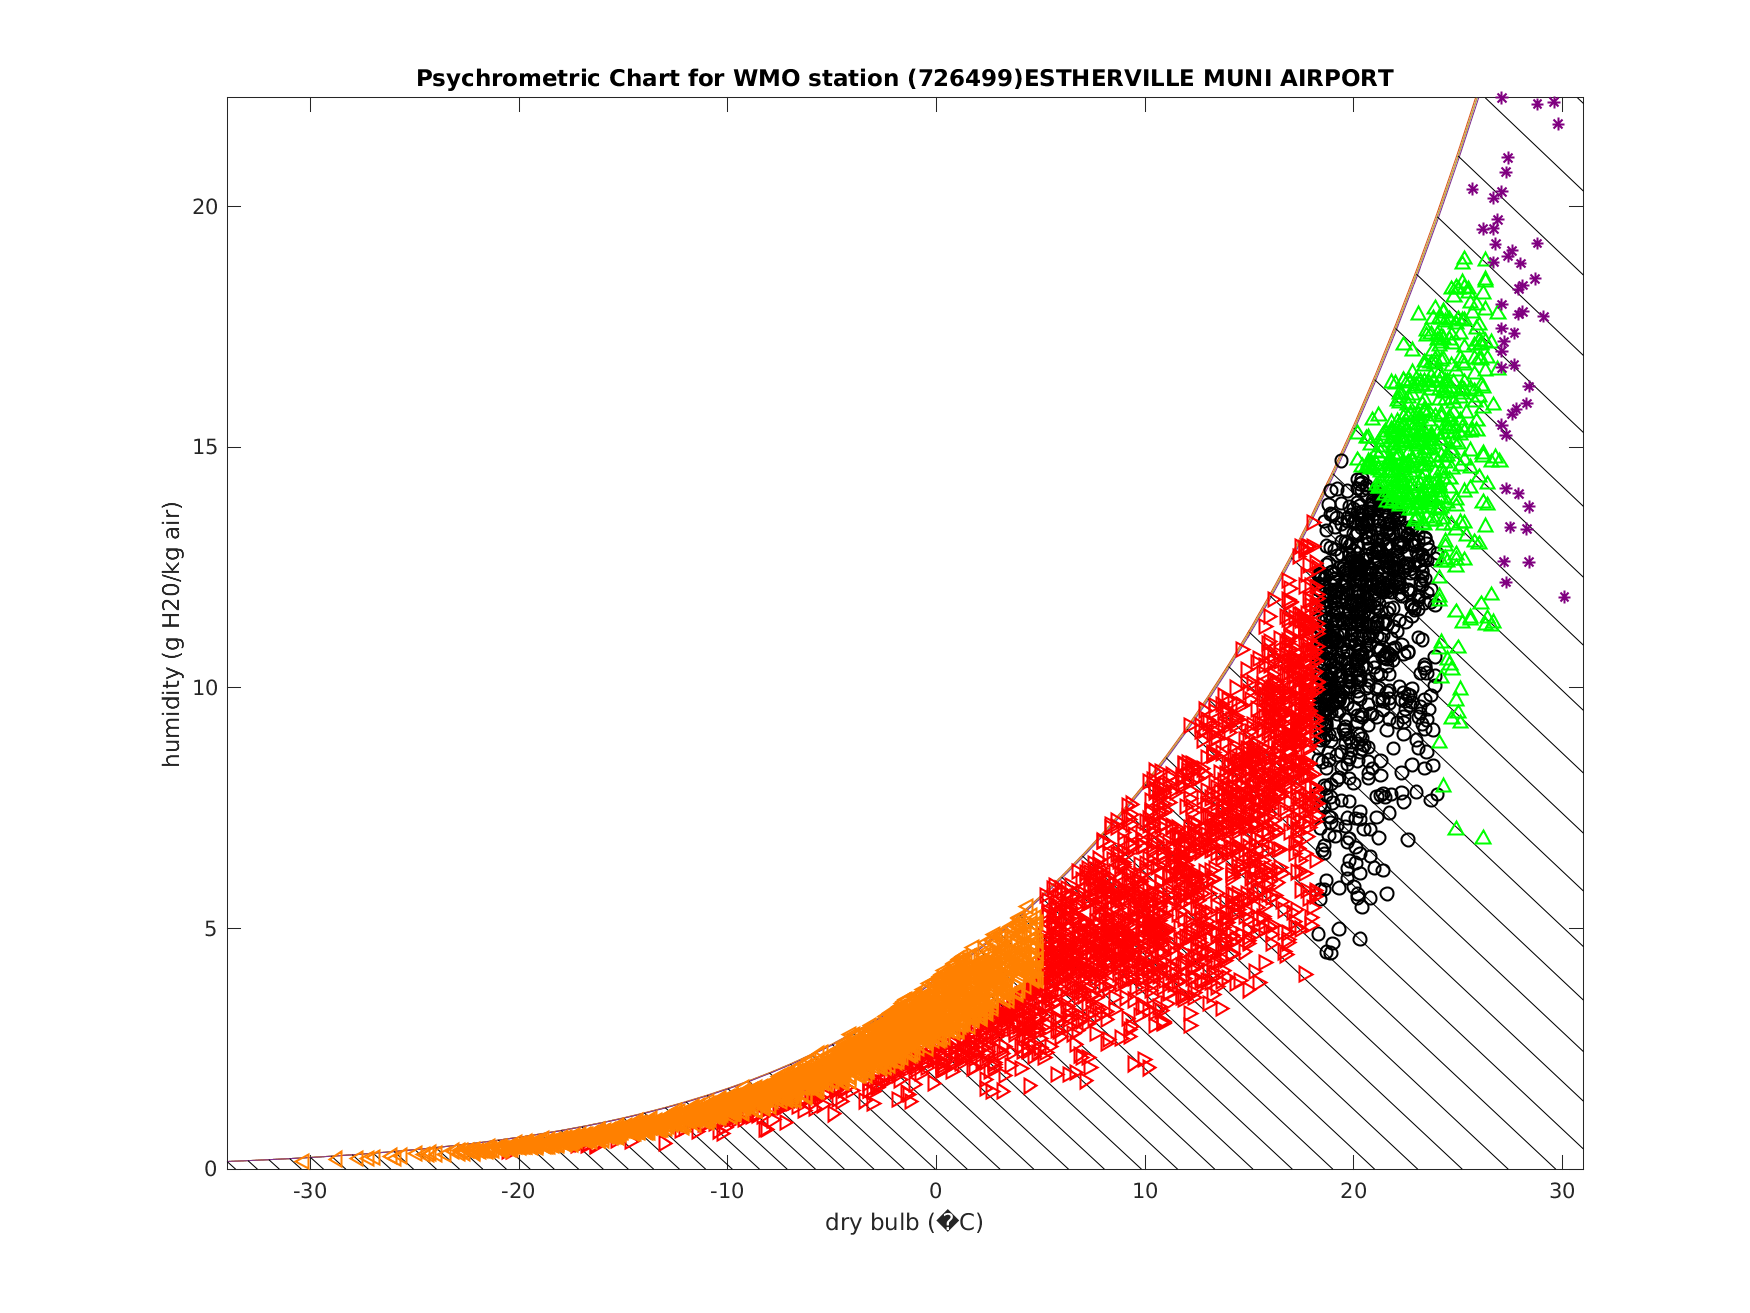 Psychrometric Chart for WMO station (726499)ESTHERVILLE MUNI AIRPORT
humidity (g H20/kg air)
20
15
10
5
0
-30 -20 -10 0 10 20 30
dry bulb (�C)